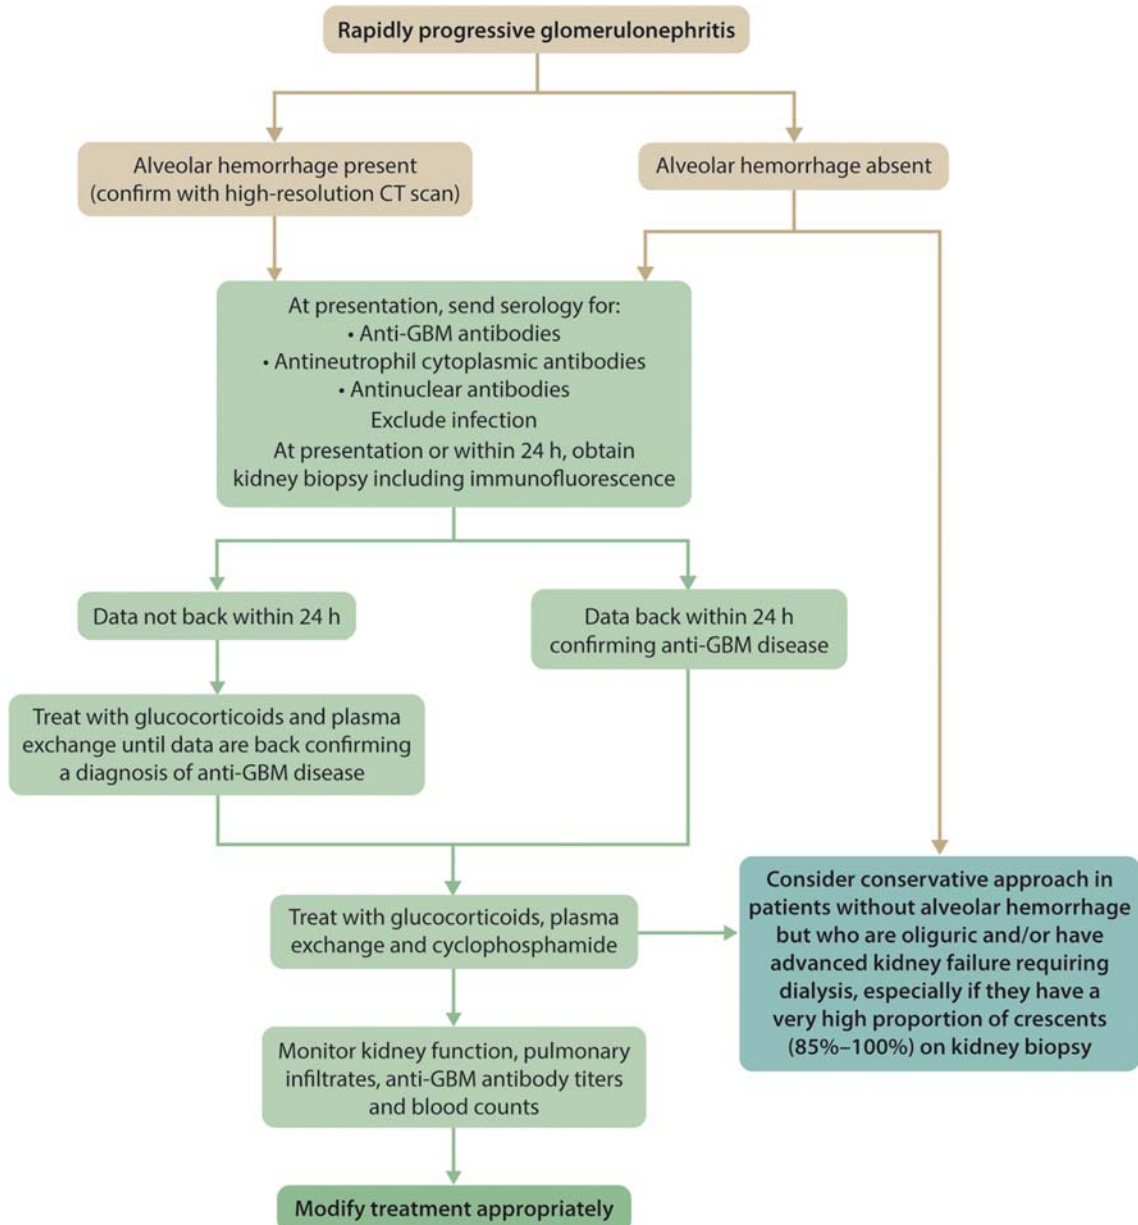 Rapidly progressive glomerulonephritis
Alveolar hemorrhage present
(confirm with high-resolution CT scan)
Alveolar hemorrhage absent
At presentation, send serology for:
• Anti-GBM antibodies
• Antineutrophil cytoplasmic antibodies
• Antinuclear antibodies
Exclude infection
At presentation or within 24 h, obtain
kidney biopsy including immunofluorescence
Data not back within 24 h
Data back within 24 h
confirming anti-GBM disease
Treat with glucocorticoids and plasma
exchange until data are back confirming
a diagnosis of anti-GBM disease
Treat with glucocorticoids, plasma
exchange and cyclophosphamide
Consider conservative approach in
patients without alveolar hemorrhage
but who are oliguric and/or have
advanced kidney failure requiring
dialysis, especially if they have a
very high proportion of crescents
(85%–100%) on kidney biopsy
Monitor kidney function, pulmonary
infiltrates, anti-GBM antibody titers
and blood counts
Modify treatment appropriately